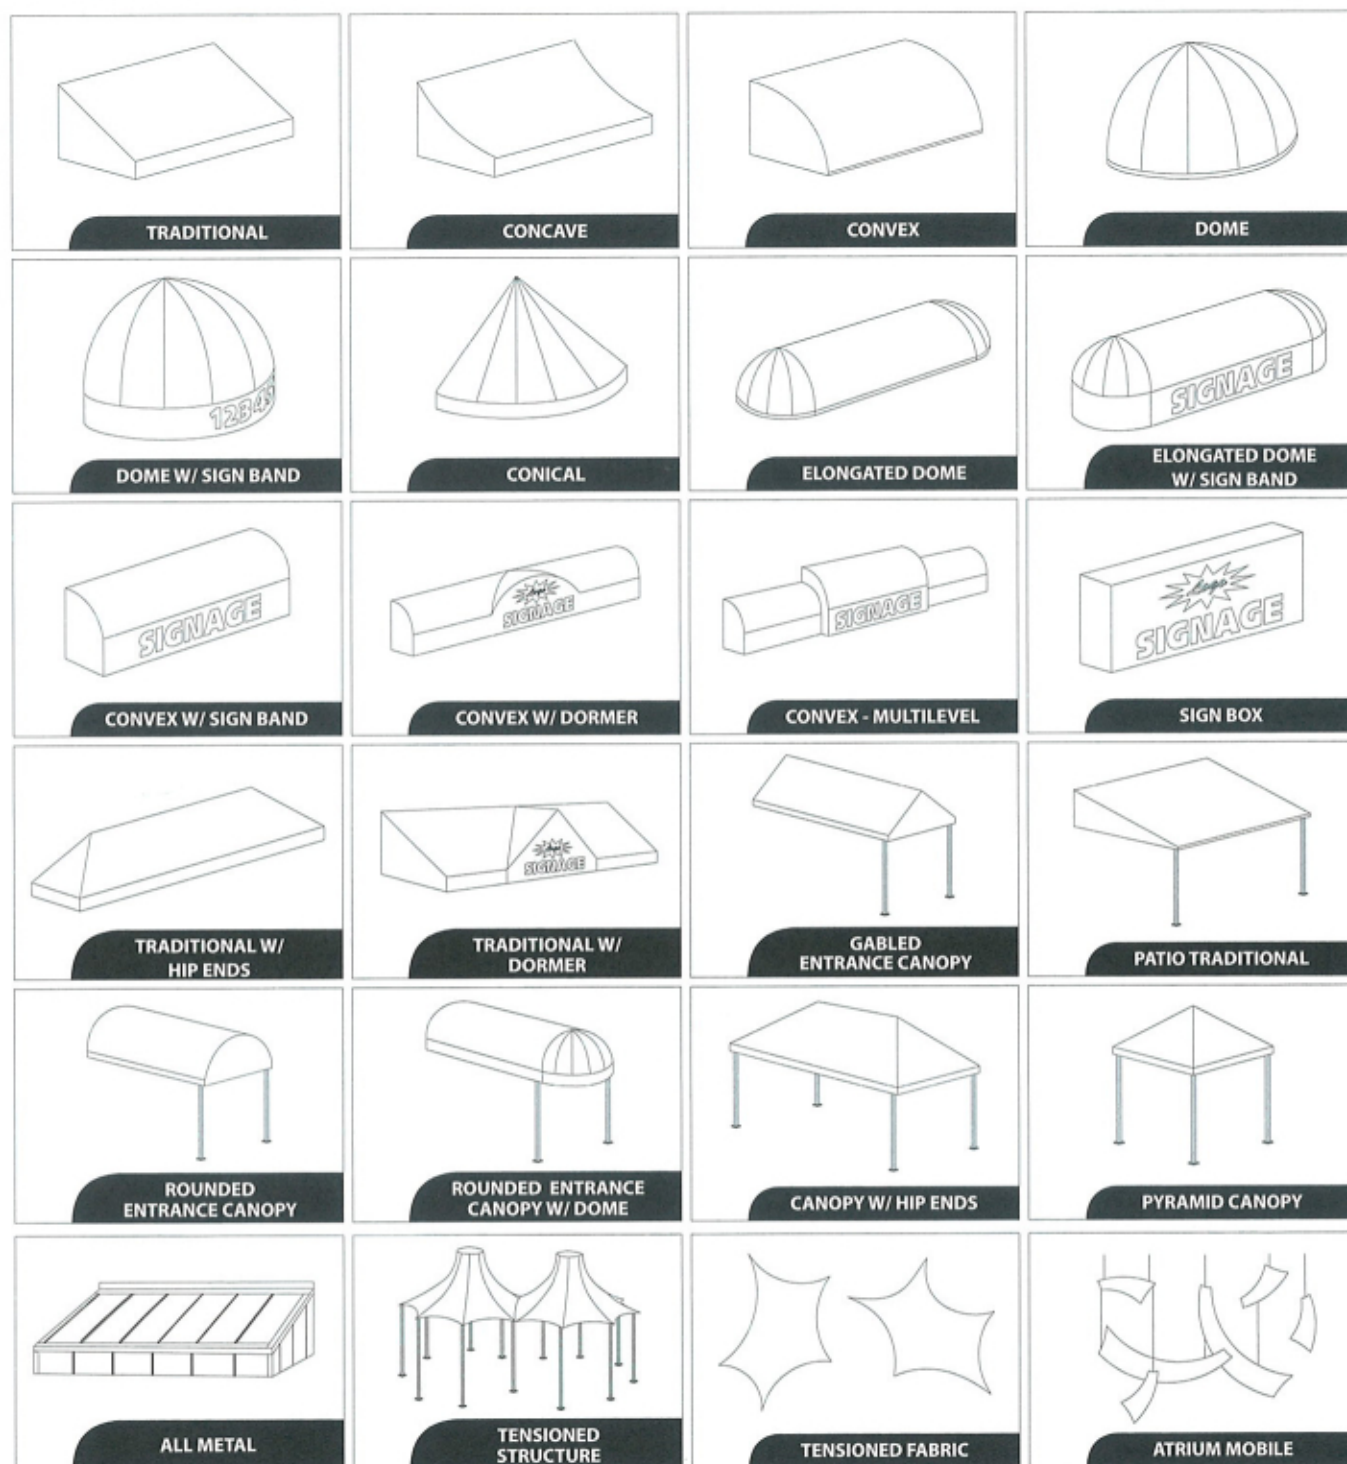 TRADITIONAL
CONCAVE
CONVEX
DOME
12345
DOME W/ SIGN BAND
CONICAL
ELONGATED DOME
SIGNAGE
ELONGATED DOME
W/ SIGN BAND
SIGNAGE
CONVEX W/ SIGN BAND
logo
SIGNAGE
CONVEX W/ DORMER
SIGNAGE
CONVEX - MULTILEVEL
logo
SIGNAGE
SIGN BOX
TRADITIONAL W/
HIP ENDS
logo
SIGNAGE
TRADITIONAL W/
DORMER
GABLED
ENTRANCE CANOPY
PATIO TRADITIONAL
ROUNDED
ENTRANCE CANOPY
ROUNDED ENTRANCE
CANOPY W/ DOME
CANOPY W/ HIP ENDS
PYRAMID CANOPY
ALL METAL
TENSIONED
STRUCTURE
TENSIONED FABRIC
ATRIUM MOBILE